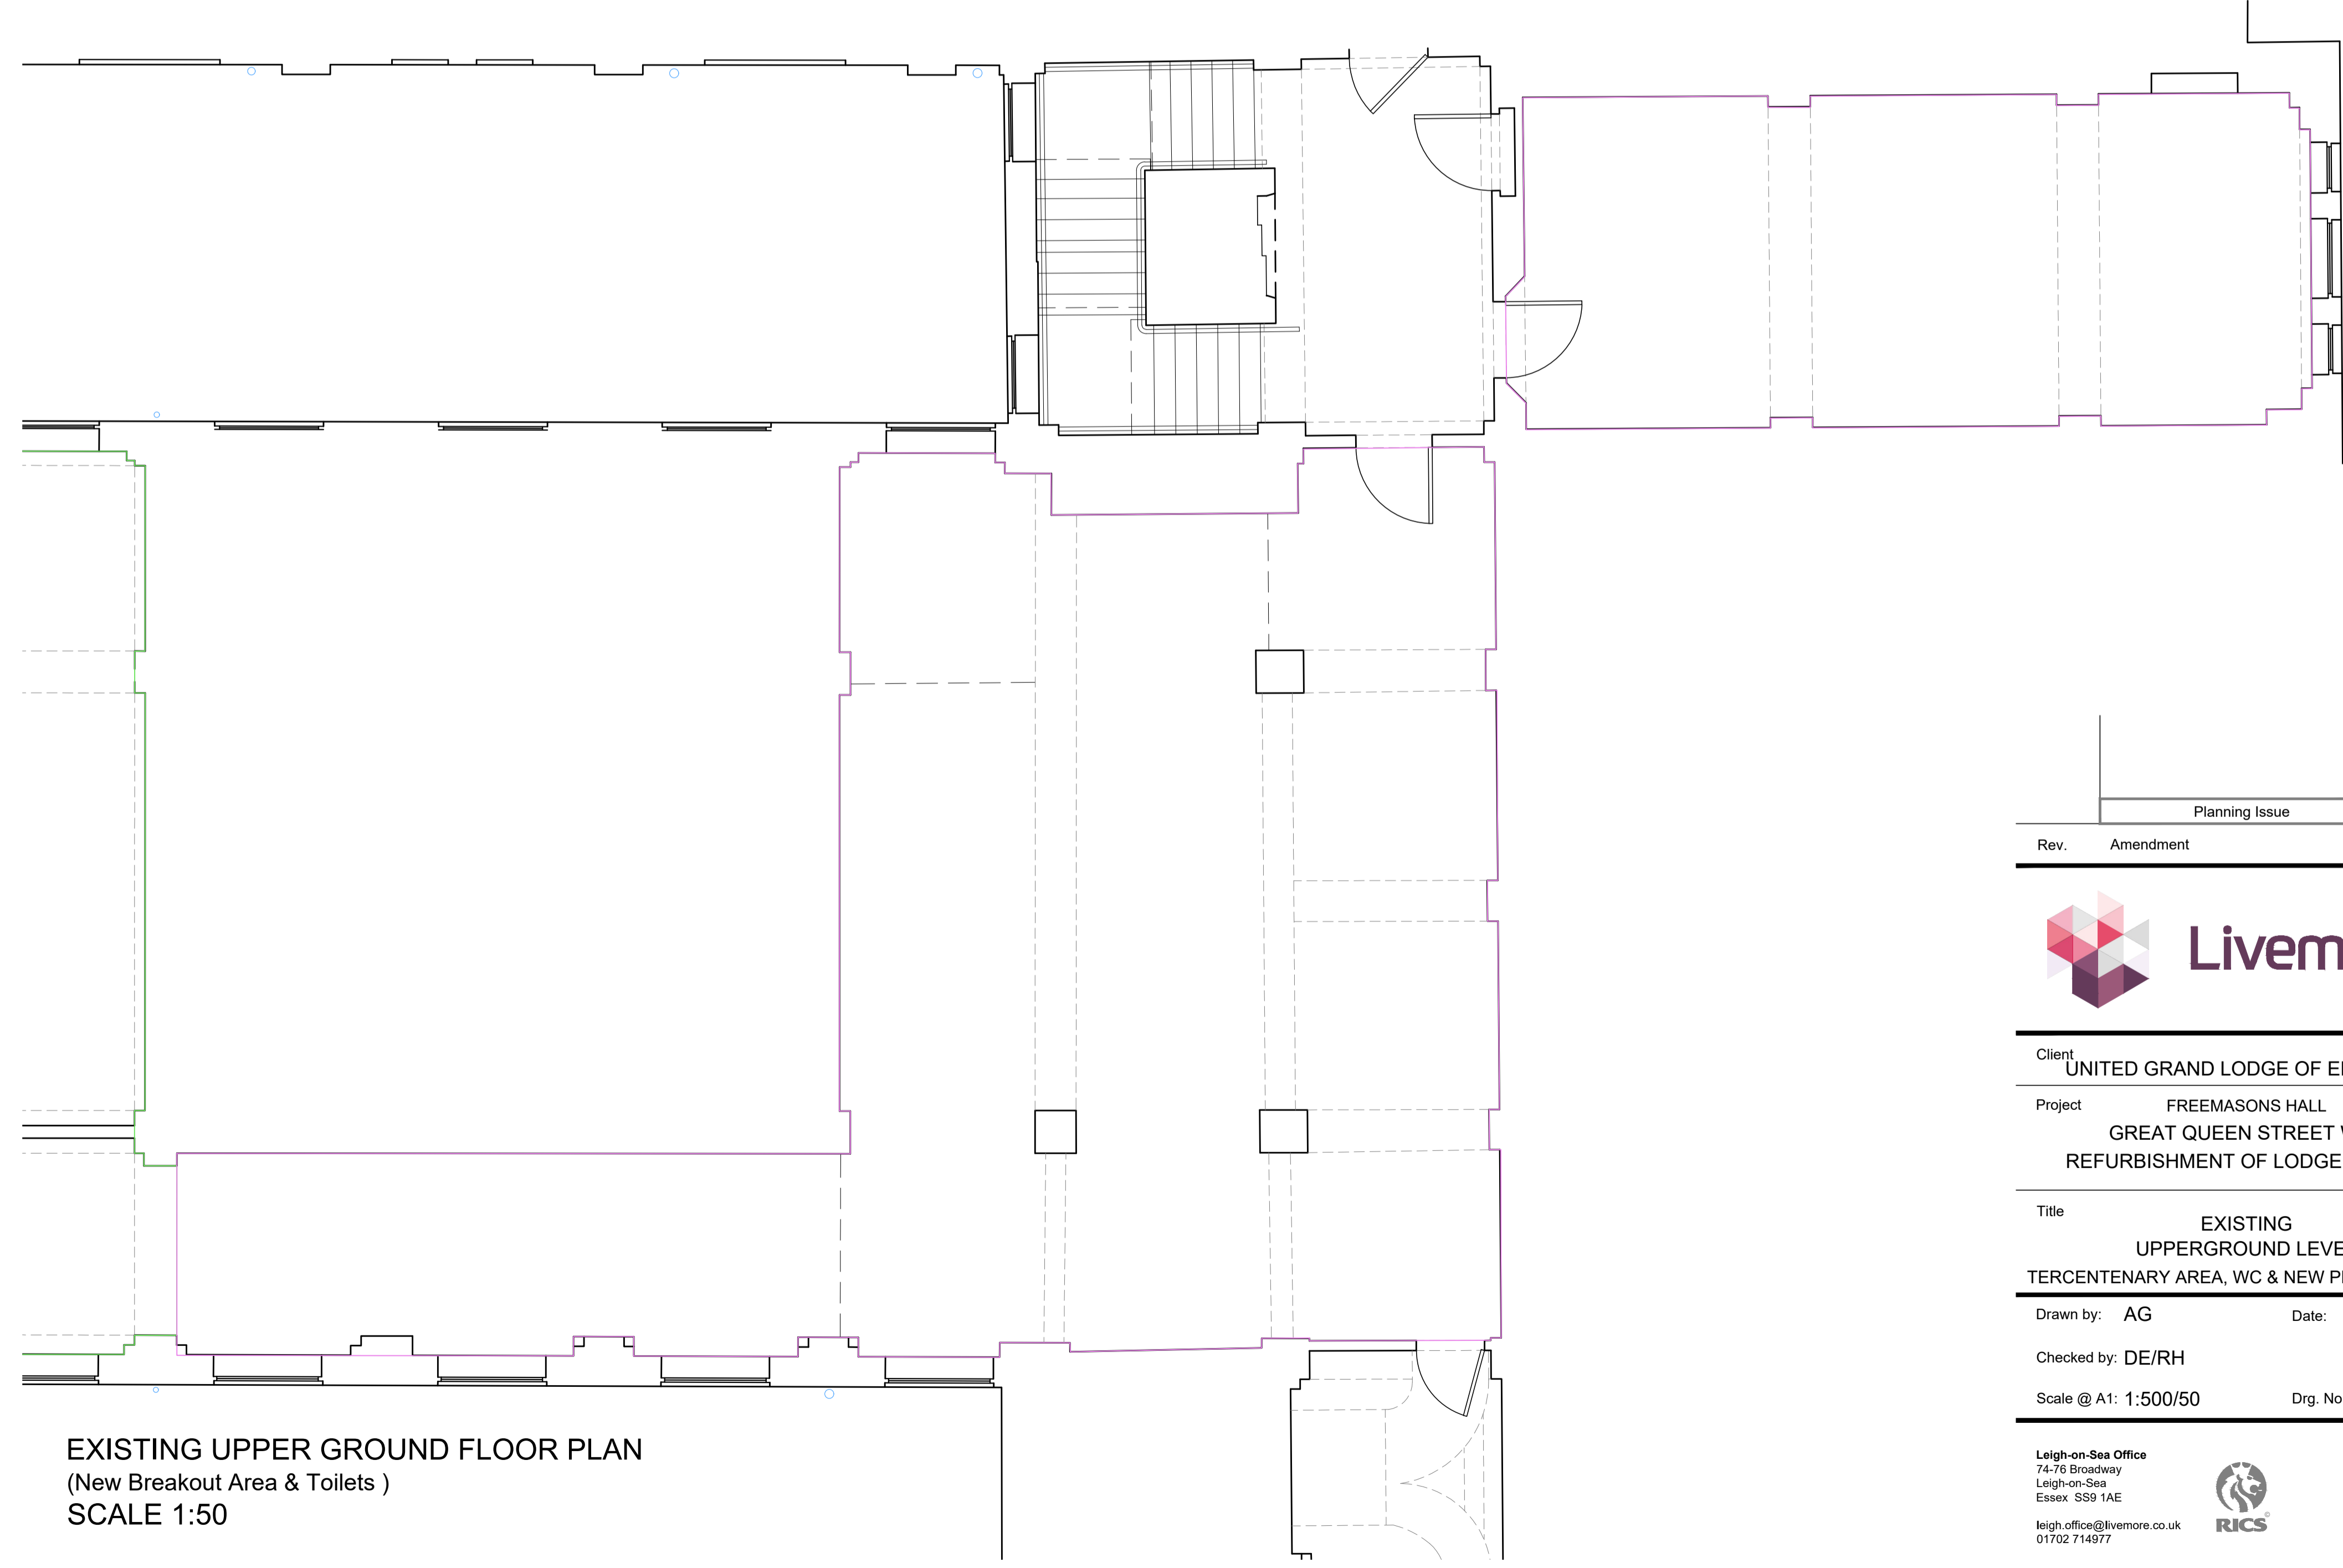 Planning Issue
Rev. Amendment
Livem
Client
UNITED GRAND LODGE OF E
Project FREEMASONS HALL
GREAT QUEEN STREET
REFURBISHMENT OF LODGE
Title
EXISTING
UPPERGROUND LEVE
TERCENTENARY AREA, WC & NEW P
Drawn by: AG Date:
Checked by: DE/RH
Scale @ A1: 1:500/50 Drg. No
Leigh-on-Sea Office
74-76 Broadway
Leigh-on-Sea
Essex SS9 1AE
leigh.office@livemore.co.uk
01702 714977
RICS
©
EXISTING UPPER GROUND FLOOR PLAN
(New Breakout Area & Toilets )
SCALE 1:50